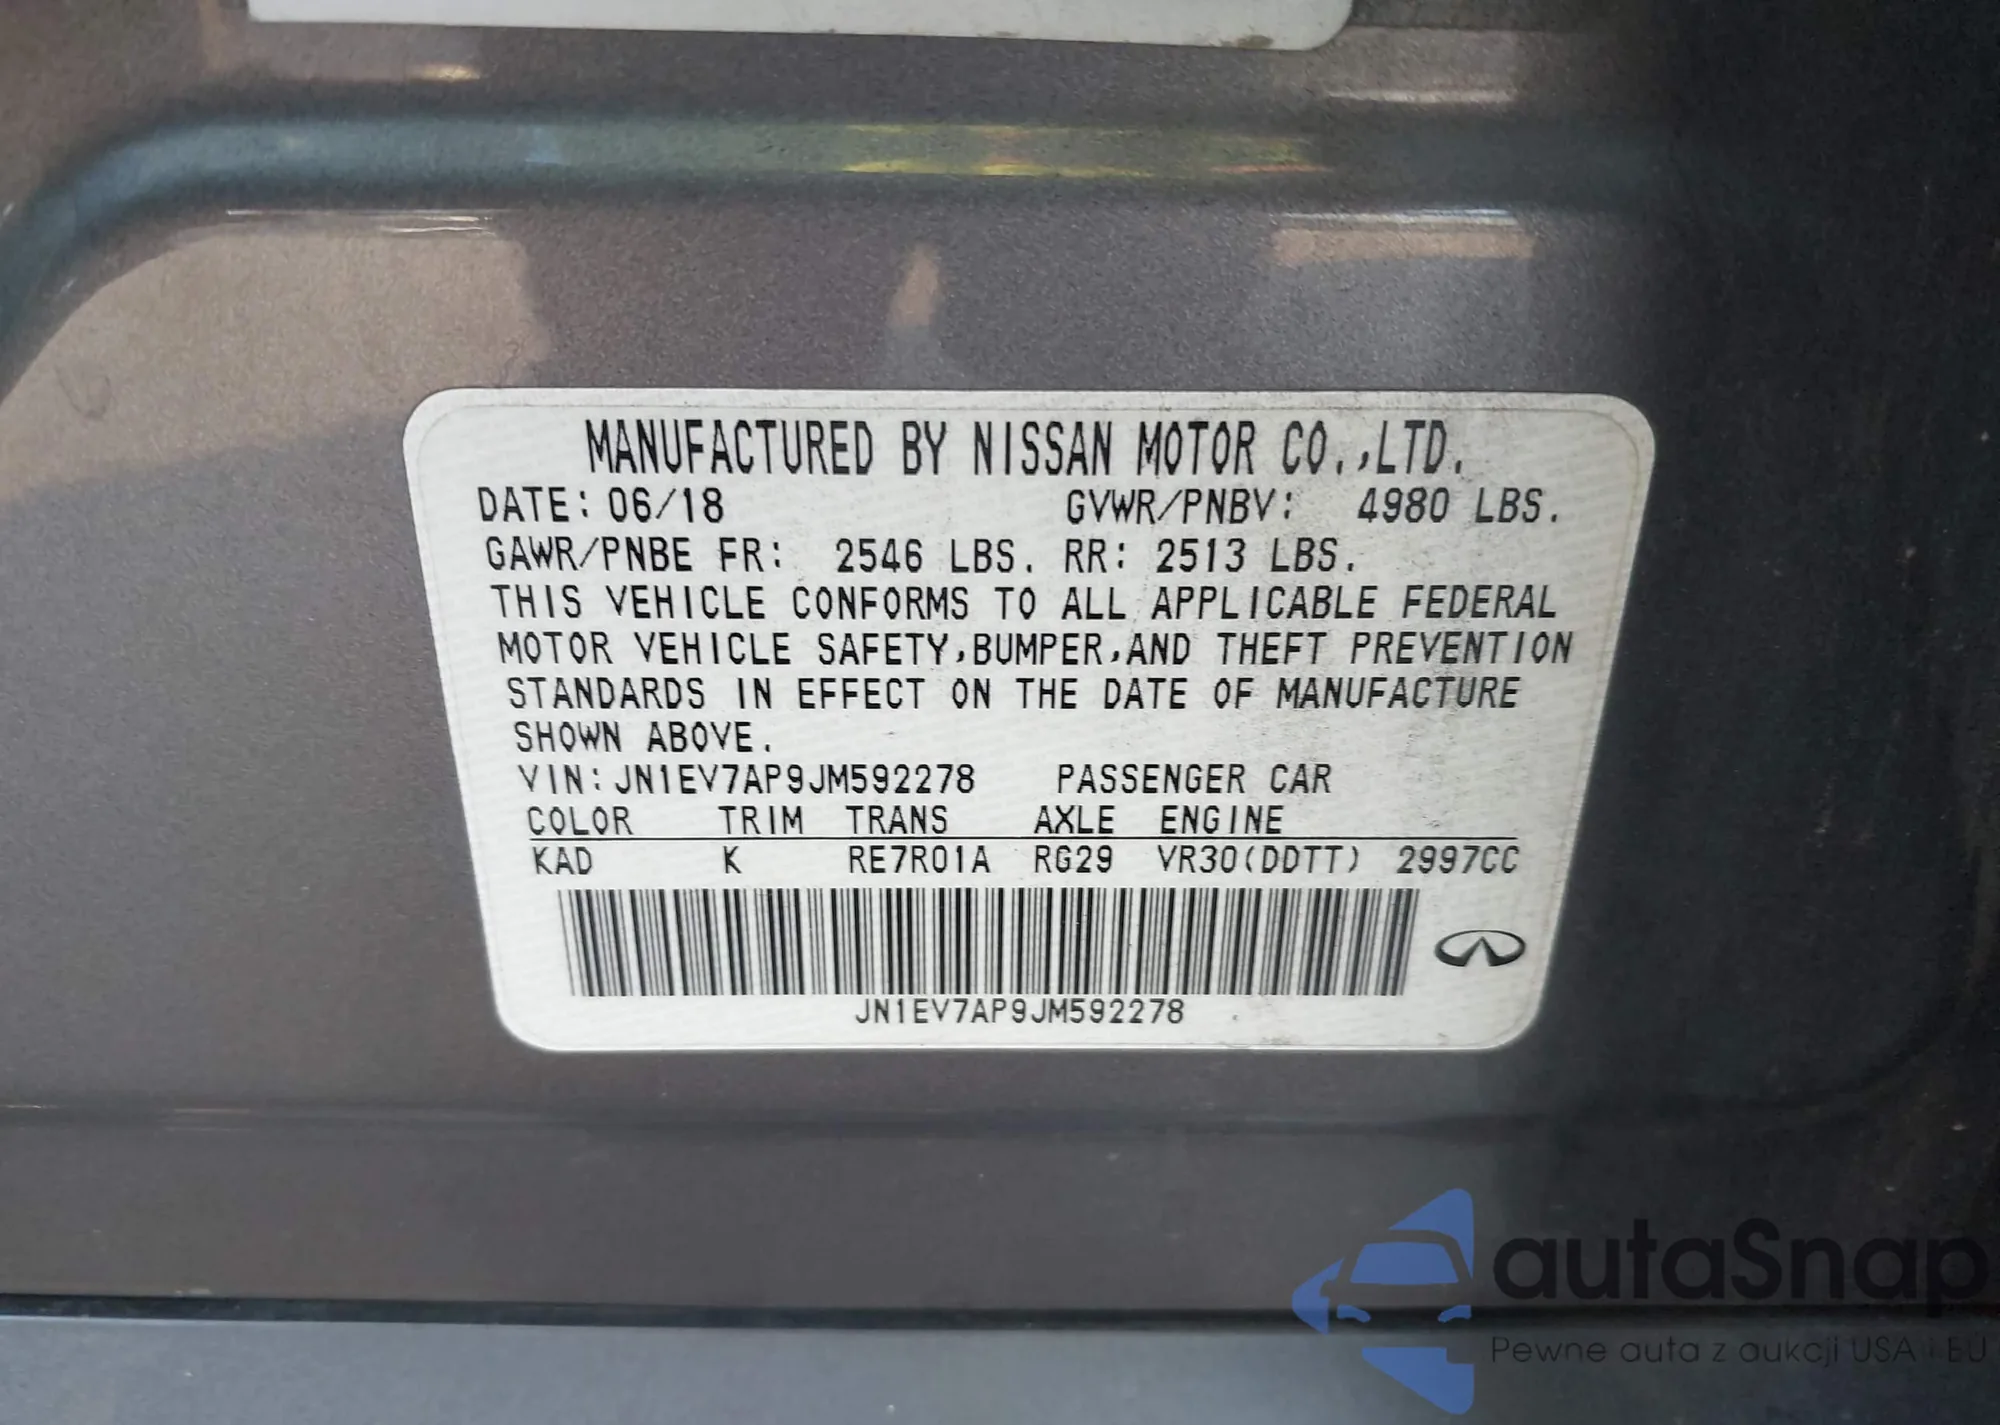 MANUFACTURED BY NISSAN MOTOR CO.,LTD.
DATE: 06/18 GVWR/PNBV: 4980 LBS.
GAWR/PNBE FR: 2546 LBS. RR: 2513 LBS.
THIS VEHICLE CONFORMS TO ALL APPLICABLE FEDERAL
MOTOR VEHICLE SAFETY,BUMPER,AND THEFT PREVENTION
STANDARDS IN EFFECT ON THE DATE OF MANUFACTURE
SHOWN ABOVE.
VIN:JN1EV7AP9JM592278 PASSENGER CAR
COLOR TRIM TRANS AXLE ENGINE
KAD K RE7R01A RG29 VR30(DDTT) 2997CC
JN1EV7AP9JM592278
autaSnap
Pewne auta z aukcji USA i EU